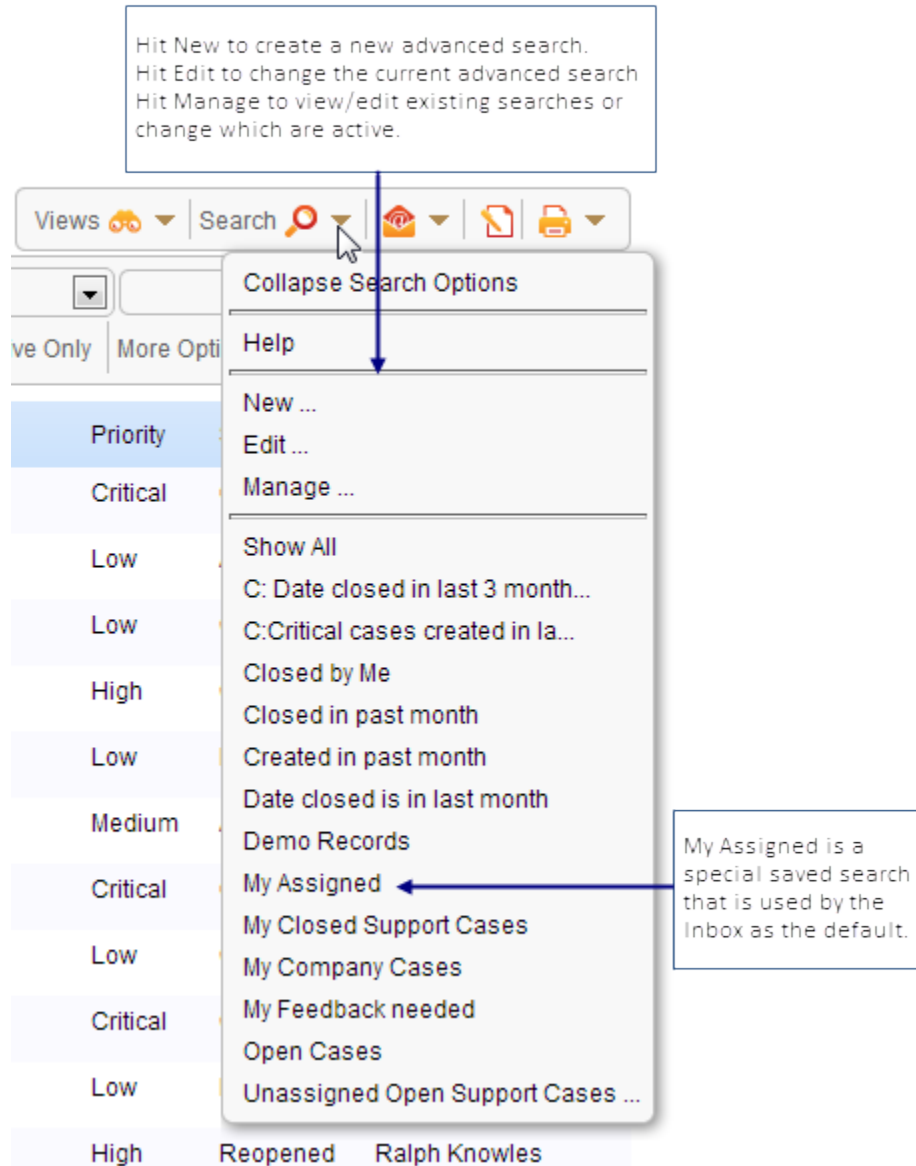 Hit New to create a new advanced search.
Hit Edit to change the current advanced search
Hit Manage to view/edit existing searches or
change which are active.
Views Search
Collapse Search Options
ve Only More Opti
Help
New ...
Edit ...
Manage ...
Priority
Critical
Low
Low
High
Low
Medium
Critical
Low
Critical
Low
Show All
C: Date closed in last 3 month...
C:Critical cases created in la...
Closed by Me
Closed in past month
Created in past month
Date closed is in last month
Demo Records
My Assigned
My Closed Support Cases
My Company Cases
My Feedback needed
Open Cases
Unassigned Open Support Cases ...
My Assigned is a
special saved search
that is used by the
Inbox as the default.
High Reopened Ralph Knowles